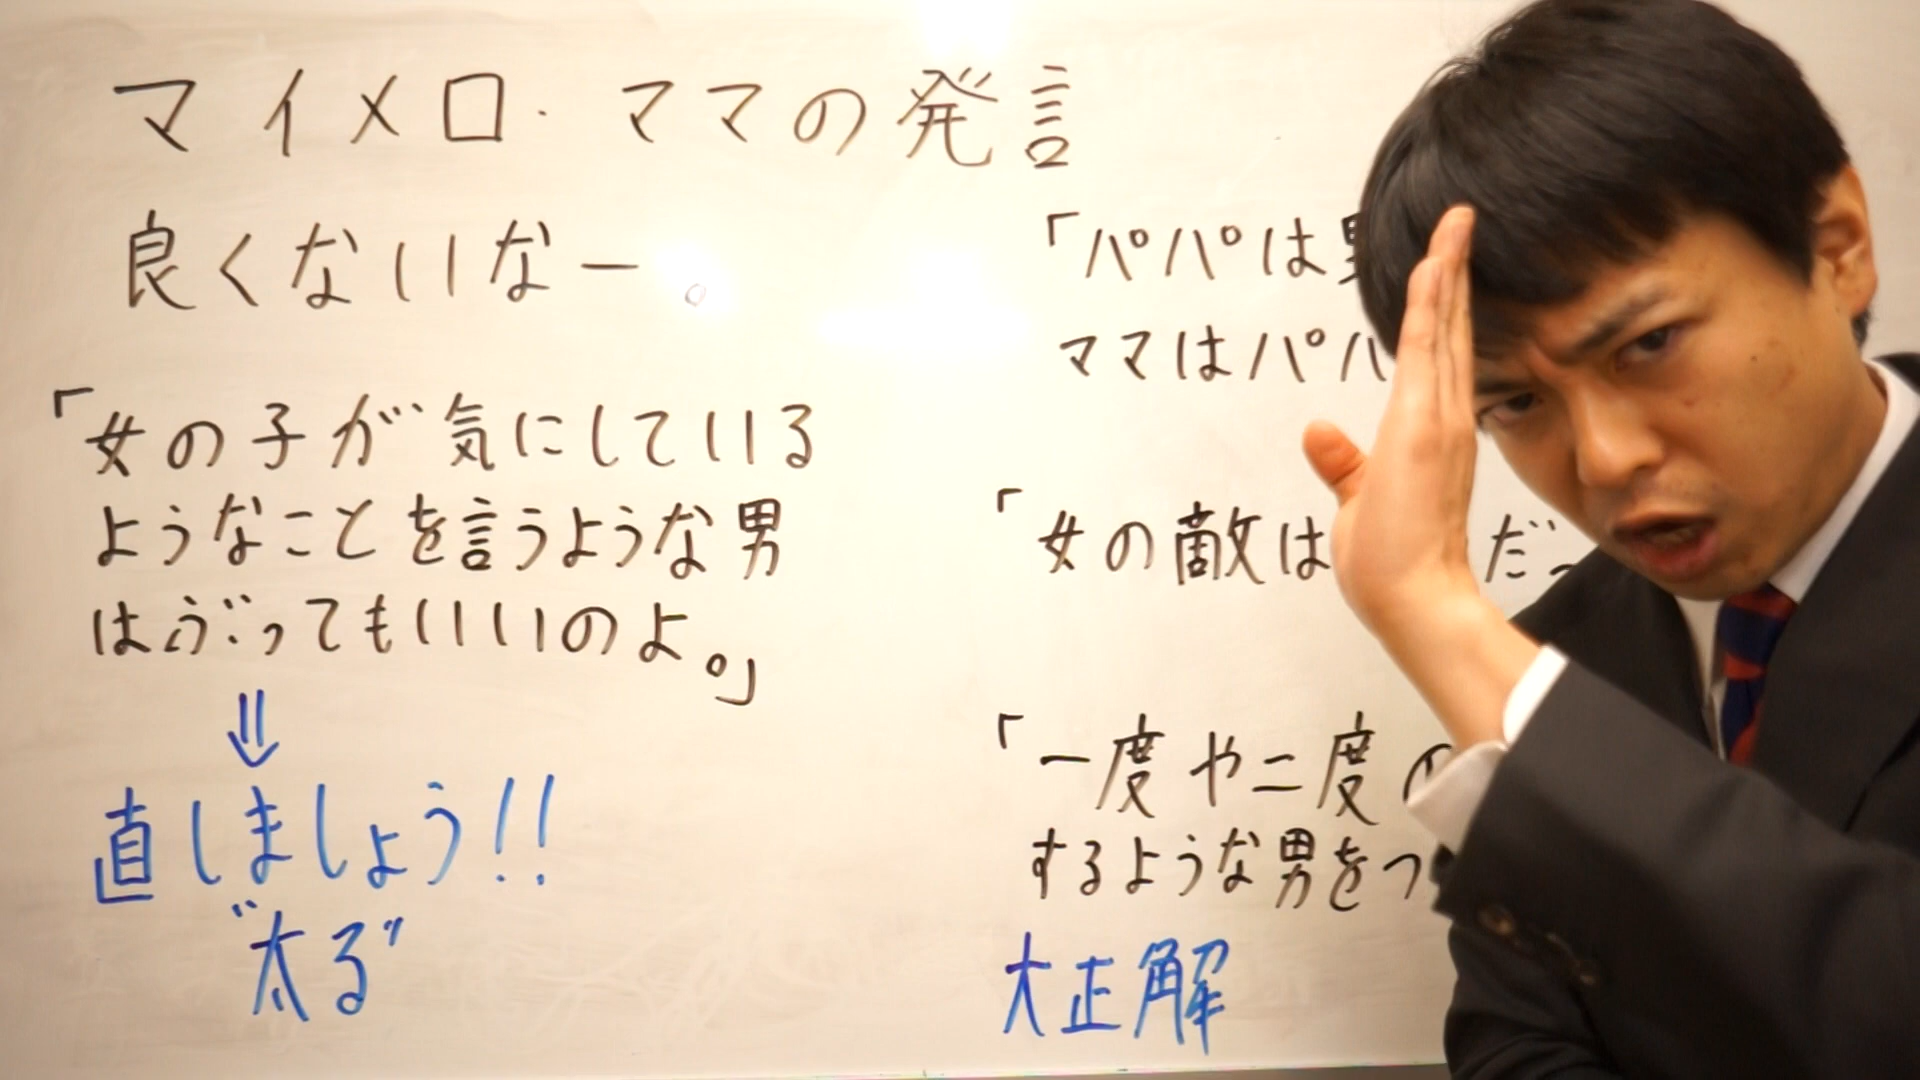 マイメロ・ママの発言
良くないなー。
「女の子が気にしている
ようなことを言うような男
はぶってもいいのよ。」
⇓
直しましょう!!
"太る"
「パパは男
ママはパパ
「女の敵は だっ
「一度や二度の
するような男をつ
大正解